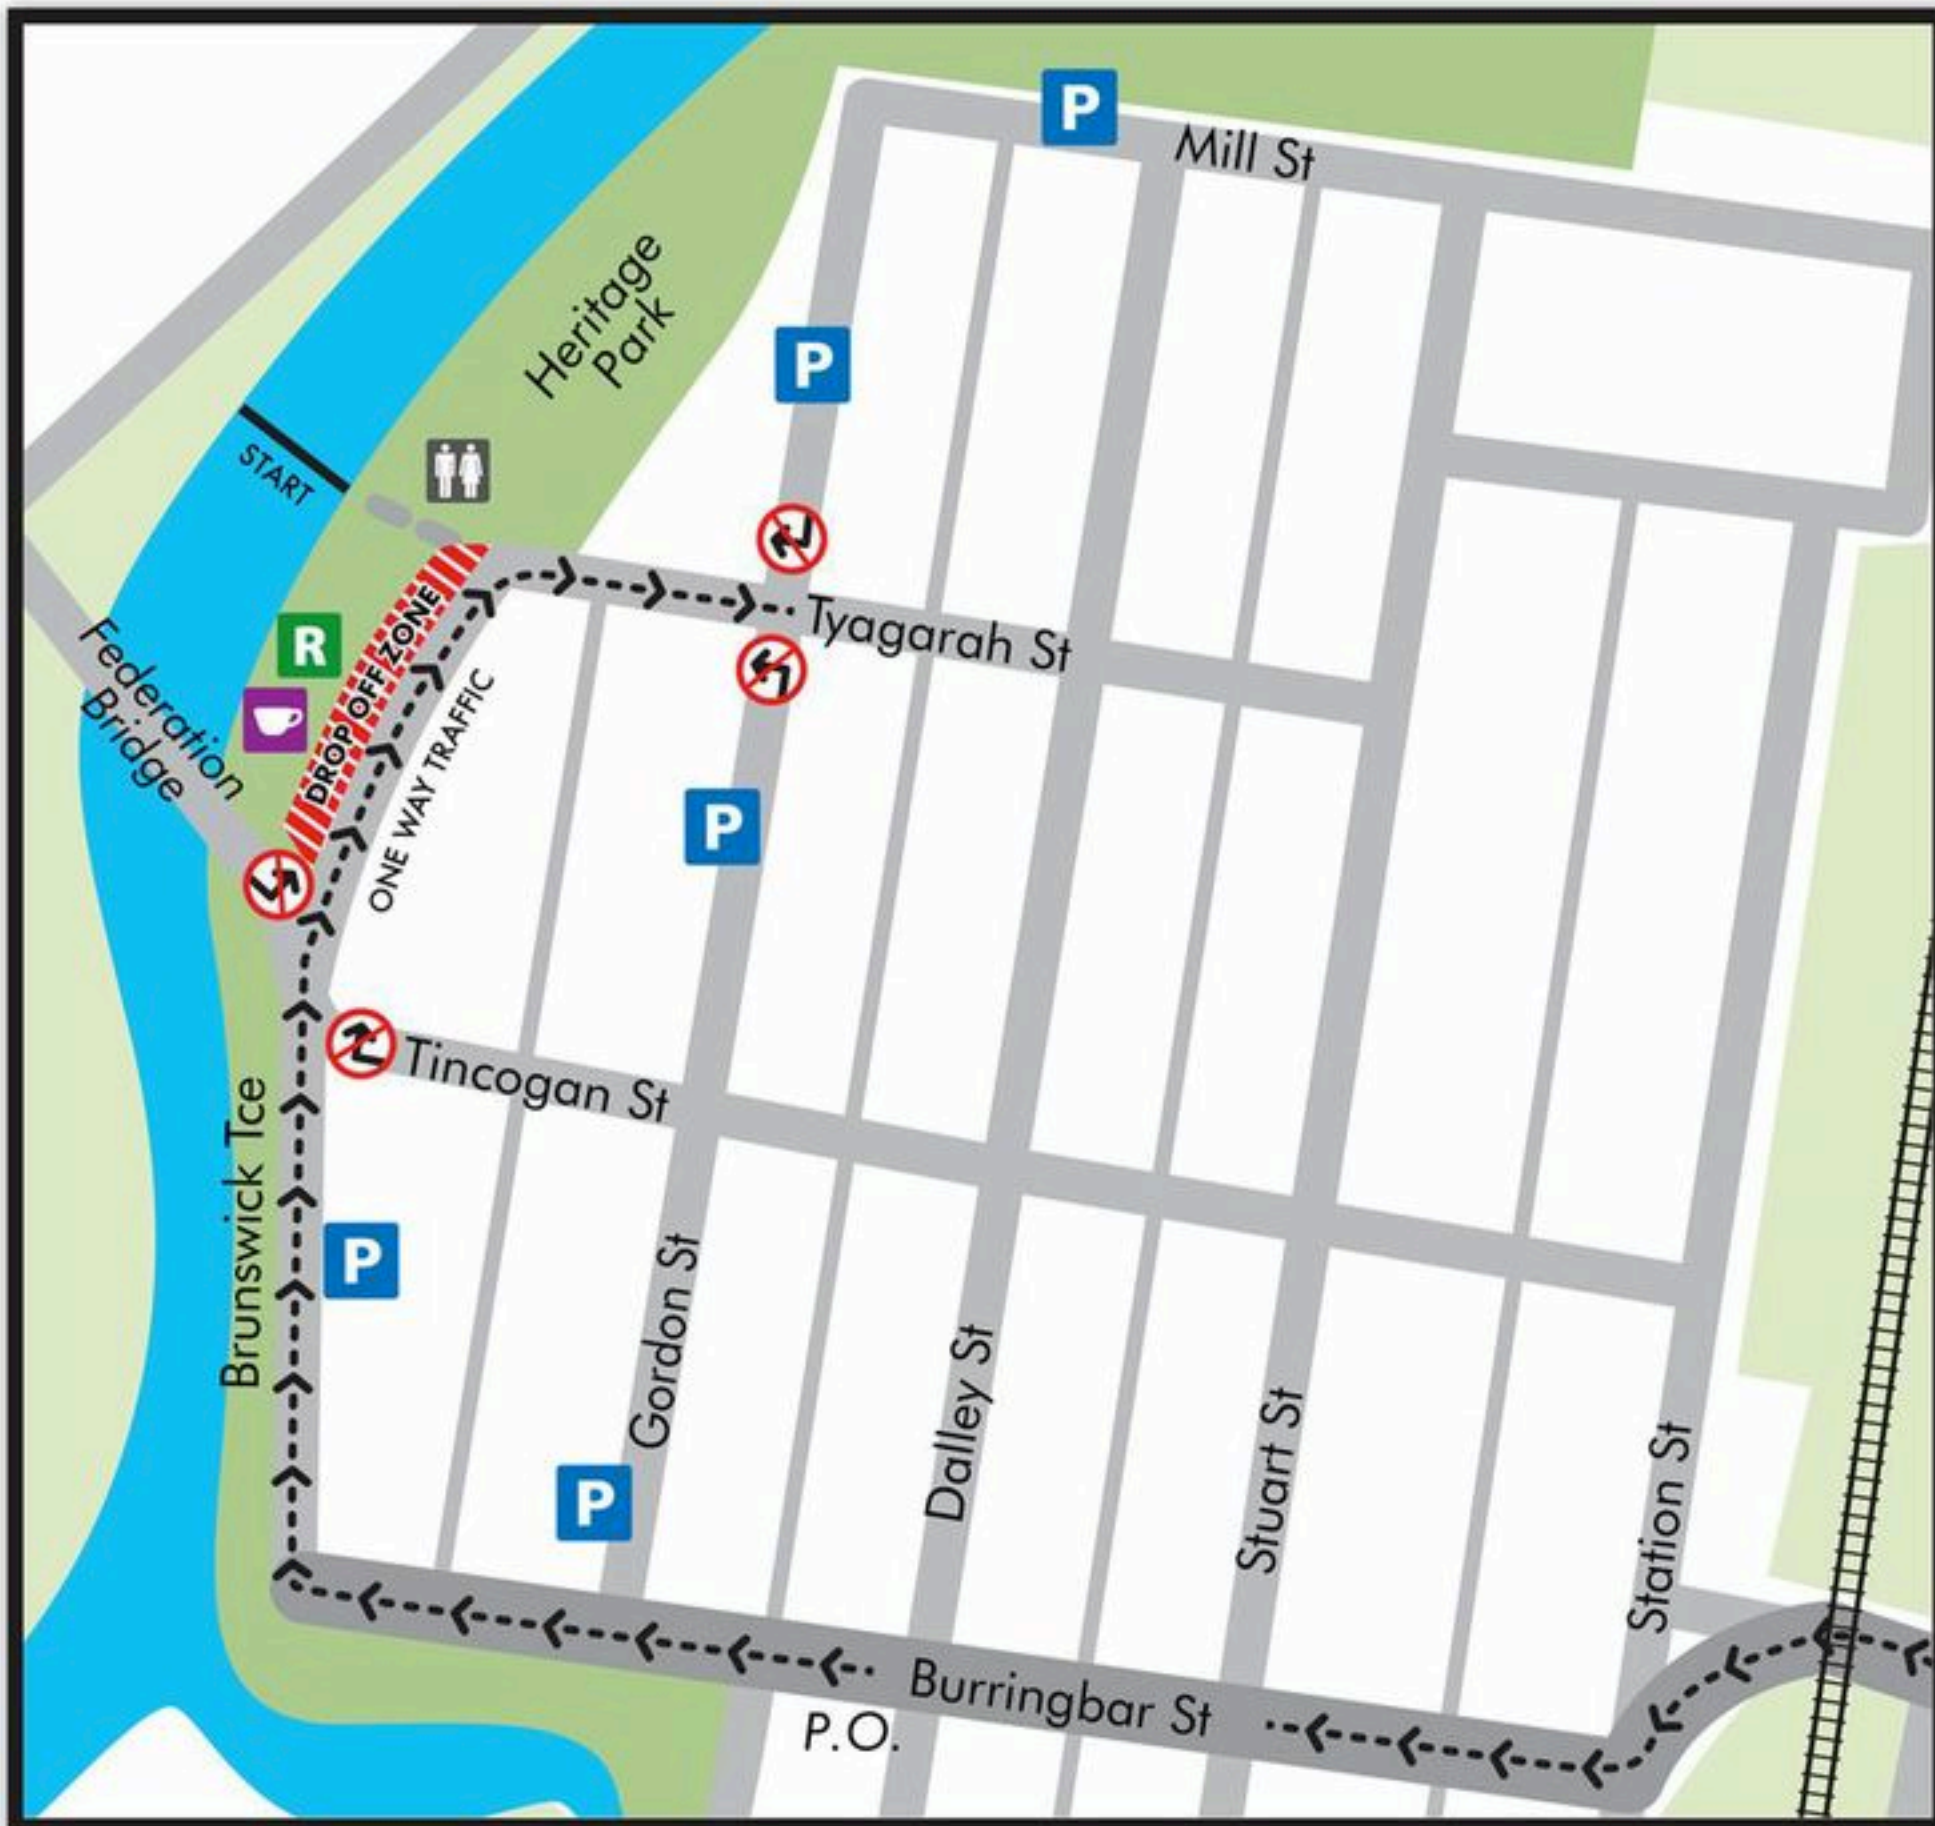 P
Mill St
Heritage
Park
P
START
R
DROP OFF ZONE
Tyagarah St
Federation
Bridge
ONE WAY TRAFFIC
P
Tincogan St
Brunswick Tce
P
Gordon St
Dalley St
Stuart St
Station St
P
Burringbar St
P.O.